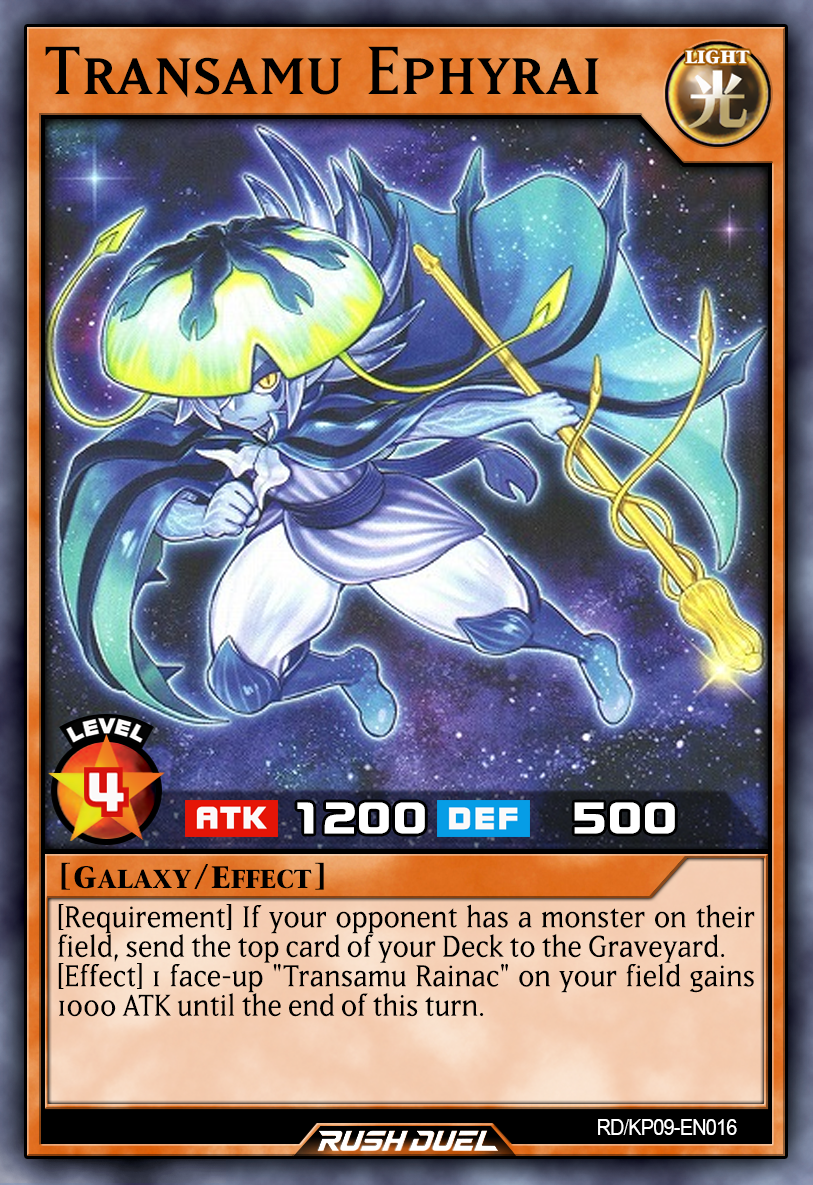 Transamu Ephyrai
LIGHT
光
LEVEL
4
ATK 1200 DEF 500
[Galaxy/Effect]
[Requirement] If your opponent has a monster on their
field, send the top card of your Deck to the Graveyard.
[Effect] 1 face-up "Transamu Rainac" on your field gains
1000 ATK until the end of this turn.
RUSH DUEL
RD/KP09-EN016